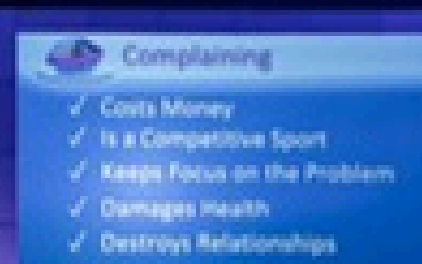 Complaining
✓ Costs Money
✓ Is a Competitive Sport
✓ Keeps Focus on the Problem
✓ Damages Health
✓ Destroys Relationships